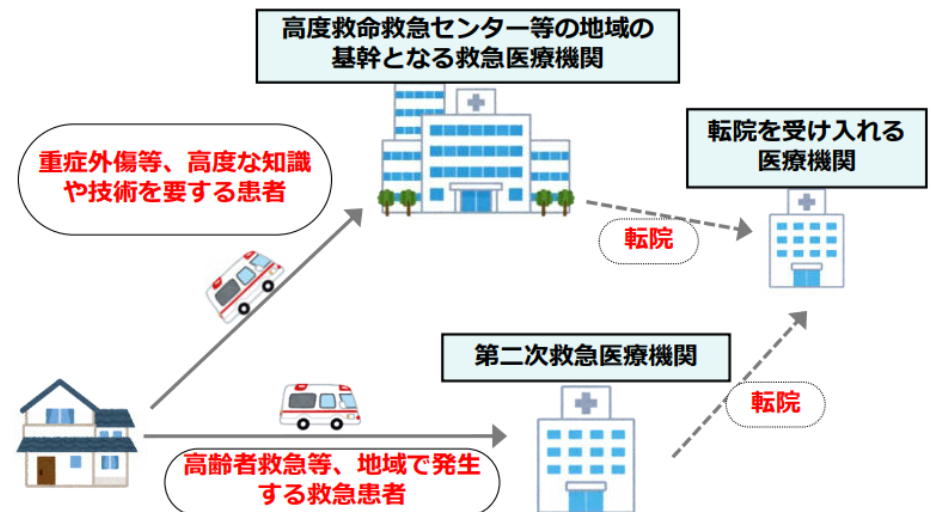 高度救命救急センター等の地域の
基幹となる救急医療機関
転院を受け入れる
医療機関
重症外傷等、高度な知識
や技術を要する患者
転院
第二次救急医療機関
転院
高齢者救急等、地域で発生
する救急患者